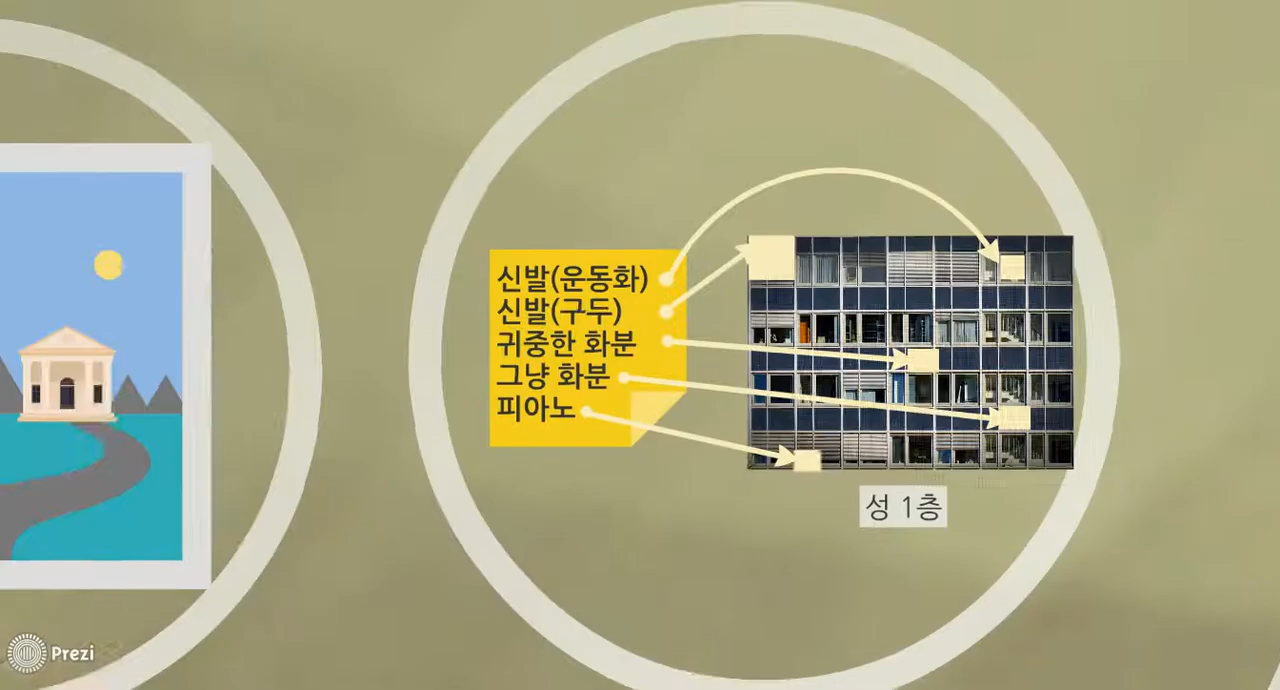 신발(운동화)
신발(구두)
귀중한 화분
그냥 화분
피아노
성 1층
Prezi